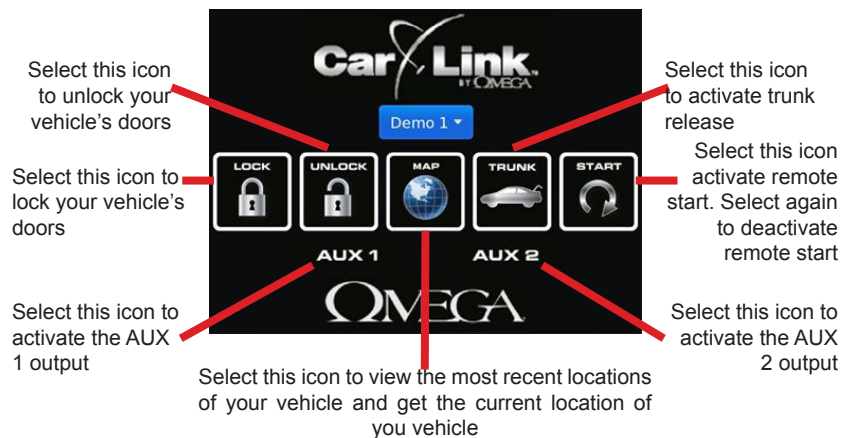 Car Link
BY OMEGA
Demo 1
Select this icon
to unlock your
vehicle's doors
Select this icon
to activate trunk
release
Select this icon to
lock your vehicle's
doors
LOCK
UNLOCK
MAP
TRUNK
START
Select this icon
activate remote
start. Select again
to deactivate
remote start
AUX 1
AUX 2
OMEGA
Select this icon to
activate the AUX
1 output
Select this icon to
activate the AUX
2 output
Select this icon to view the most recent locations
of your vehicle and get the current location of
you vehicle